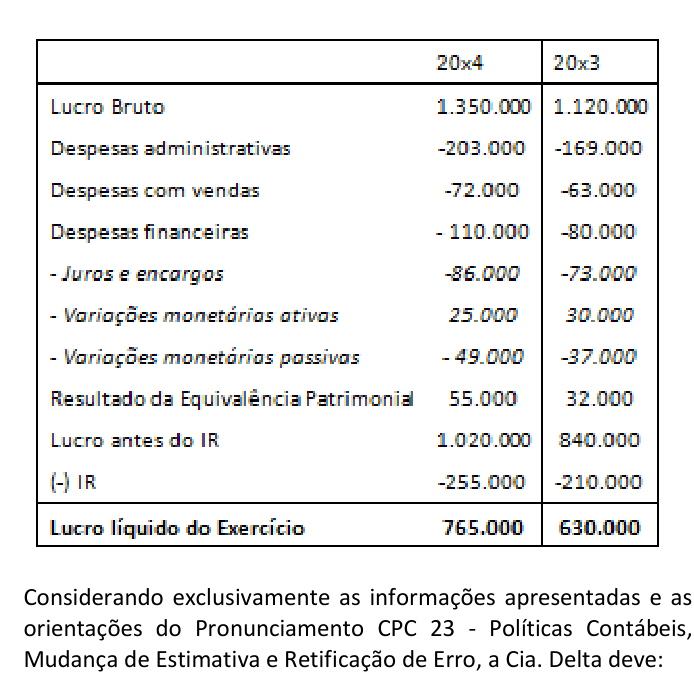 20x4 20x3
Lucro Bruto 1.350.000 1.120.000
Despesas administrativas -203.000 -169.000
Despesas com vendas -72.000 -63.000
Despesas financeiras - 110.000 -80.000
- Juros e encargos -86.000 -73.000
- Variações monetárias ativas 25.000 30.000
- Variações monetárias passivas - 49.000 -37.000
Resultado da Equivalência Patrimonial 55.000 32.000
Lucro antes do IR 1.020.000 840.000
(-) IR -255.000 -210.000
Lucro líquido do Exercício 765.000 630.000
Considerando exclusivamente as informações apresentadas e as
orientações do Pronunciamento CPC 23 - Políticas Contábeis,
Mudança de Estimativa e Retificação de Erro, a Cia. Delta deve: